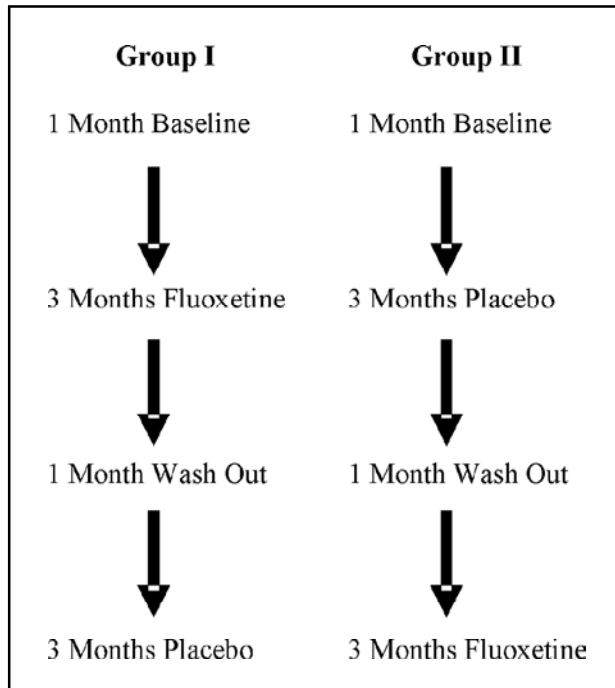 Group I
Group II
1 Month Baseline
1 Month Baseline
3 Months Fluoxetine
3 Months Placebo
1 Month Wash Out
1 Month Wash Out
3 Months Placebo
3 Months Fluoxetine